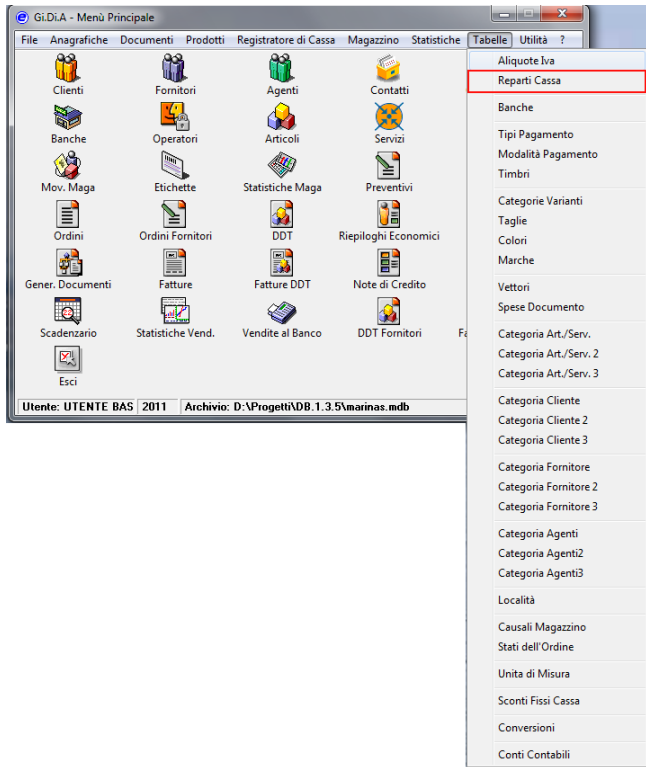 Gi.Di.A - Menù Principale
File Anagrafiche Documenti Prodotti Registratore di Cassa Magazzino Statistiche Tabelle Utilità ?
Clienti Fornitori Agenti Contatti
Banche Operatori Articoli Servizi
Mov. Maga Etichette Statistiche Maga Preventivi
Ordini Ordini Fornitori DDT Riepiloghi Economici
Gener. Documenti Fatture Fatture DDT Note di Credito
Scadenzario Statistiche Vend. Vendite al Banco DDT Fornitori
Esci
Utente: UTENTE BAS 2011 Archivio: D:\Progetti\DB.1.3.5\marinas.mdb
Aliquote Iva
Reparti Cassa
Banche
Tipi Pagamento
Modalità Pagamento
Timbri
Categorie Varianti
Taglie
Colori
Marche
Vettori
Spese Documento
Categoria Art./Serv.
Categoria Art./Serv. 2
Categoria Art./Serv. 3
Categoria Cliente
Categoria Cliente 2
Categoria Cliente 3
Categoria Fornitore
Categoria Fornitore 2
Categoria Fornitore 3
Categoria Agenti
Categoria Agenti2
Categoria Agenti3
Località
Causali Magazzino
Stati dell'Ordine
Unita di Misura
Sconti Fissi Cassa
Conversioni
Conti Contabili